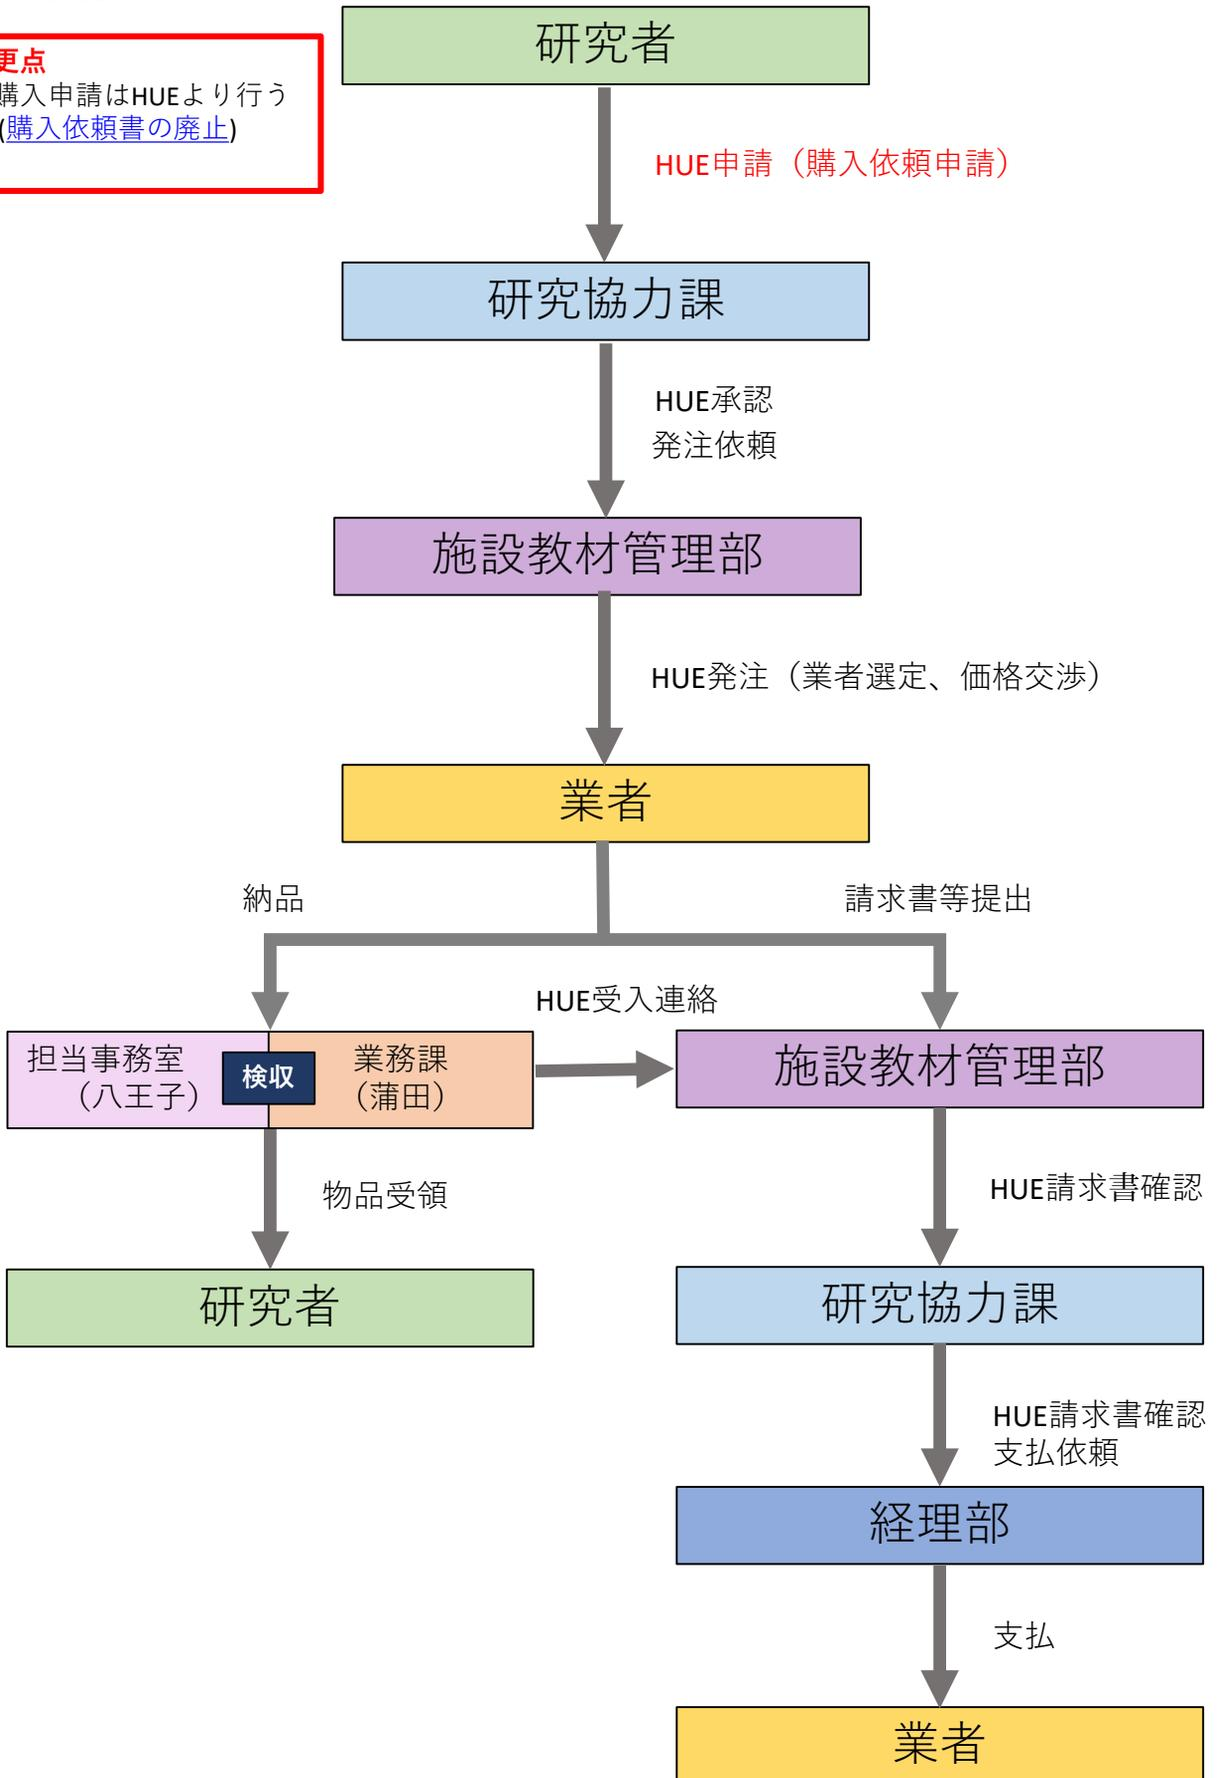 研究者
更点
購入申請はHUEより行う
(購入依頼書の廃止)
HUE申請（購入依頼申請）
研究協力課
HUE承認
発注依頼
施設教材管理部
HUE発注（業者選定、価格交渉）
業者
納品
請求書等提出
HUE受入連絡
担当事務室
（八王子）
検収
業務課
（蒲田）
施設教材管理部
物品受領
HUE請求書確認
研究者
研究協力課
HUE請求書確認
支払依頼
経理部
支払
業者